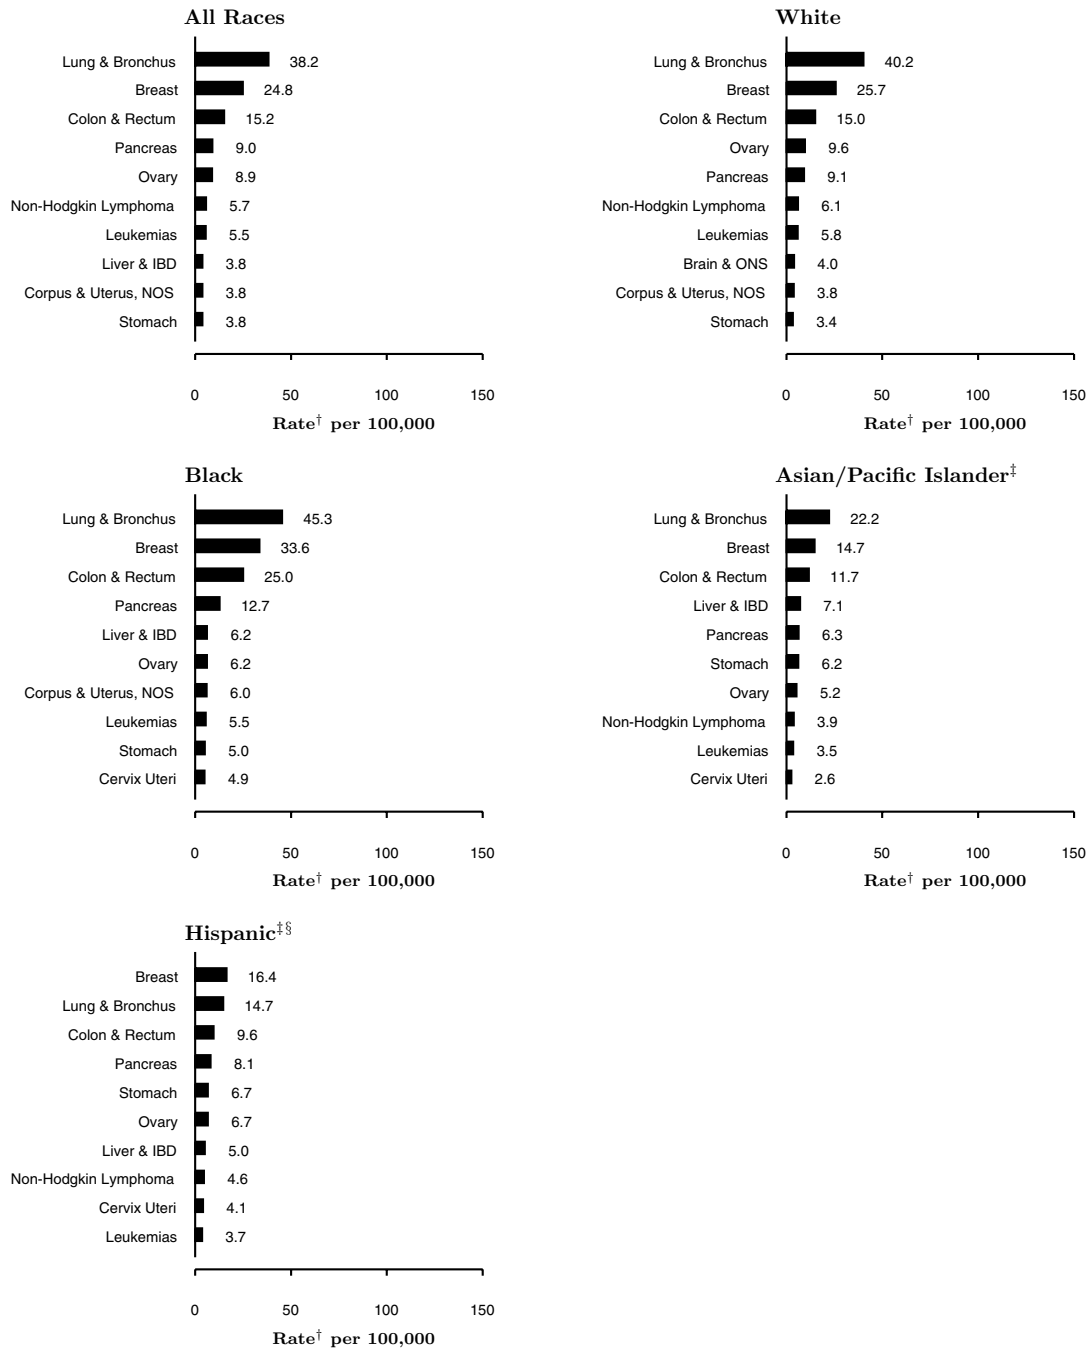 All Races
Lung & Bronchus 38.2
Breast 24.8
Colon & Rectum 15.2
Pancreas 9.0
Ovary 8.9
Non-Hodgkin Lymphoma 5.7
Leukemias 5.5
Liver & IBD 3.8
Corpus & Uterus, NOS 3.8
Stomach 3.8
0 50 100 150
Rate† per 100,000
White
Lung & Bronchus 40.2
Breast 25.7
Colon & Rectum 15.0
Ovary 9.6
Pancreas 9.1
Non-Hodgkin Lymphoma 6.1
Leukemias 5.8
Brain & ONS 4.0
Corpus & Uterus, NOS 3.8
Stomach 3.4
0 50 100 150
Rate† per 100,000
Black
Lung & Bronchus 45.3
Breast 33.6
Colon & Rectum 25.0
Pancreas 12.7
Liver & IBD 6.2
Ovary 6.2
Corpus & Uterus, NOS 6.0
Leukemias 5.5
Stomach 5.0
Cervix Uteri 4.9
0 50 100 150
Rate† per 100,000
Asian/Pacific Islander‡
Lung & Bronchus 22.2
Breast 14.7
Colon & Rectum 11.7
Liver & IBD 7.1
Pancreas 6.3
Stomach 6.2
Ovary 5.2
Non-Hodgkin Lymphoma 3.9
Leukemias 3.5
Cervix Uteri 2.6
0 50 100 150
Rate† per 100,000
Hispanic‡§
Breast 16.4
Lung & Bronchus 14.7
Colon & Rectum 9.6
Pancreas 8.1
Stomach 6.7
Ovary 6.7
Liver & IBD 5.0
Non-Hodgkin Lymphoma 4.6
Cervix Uteri 4.1
Leukemias 3.7
0 50 100 150
Rate† per 100,000